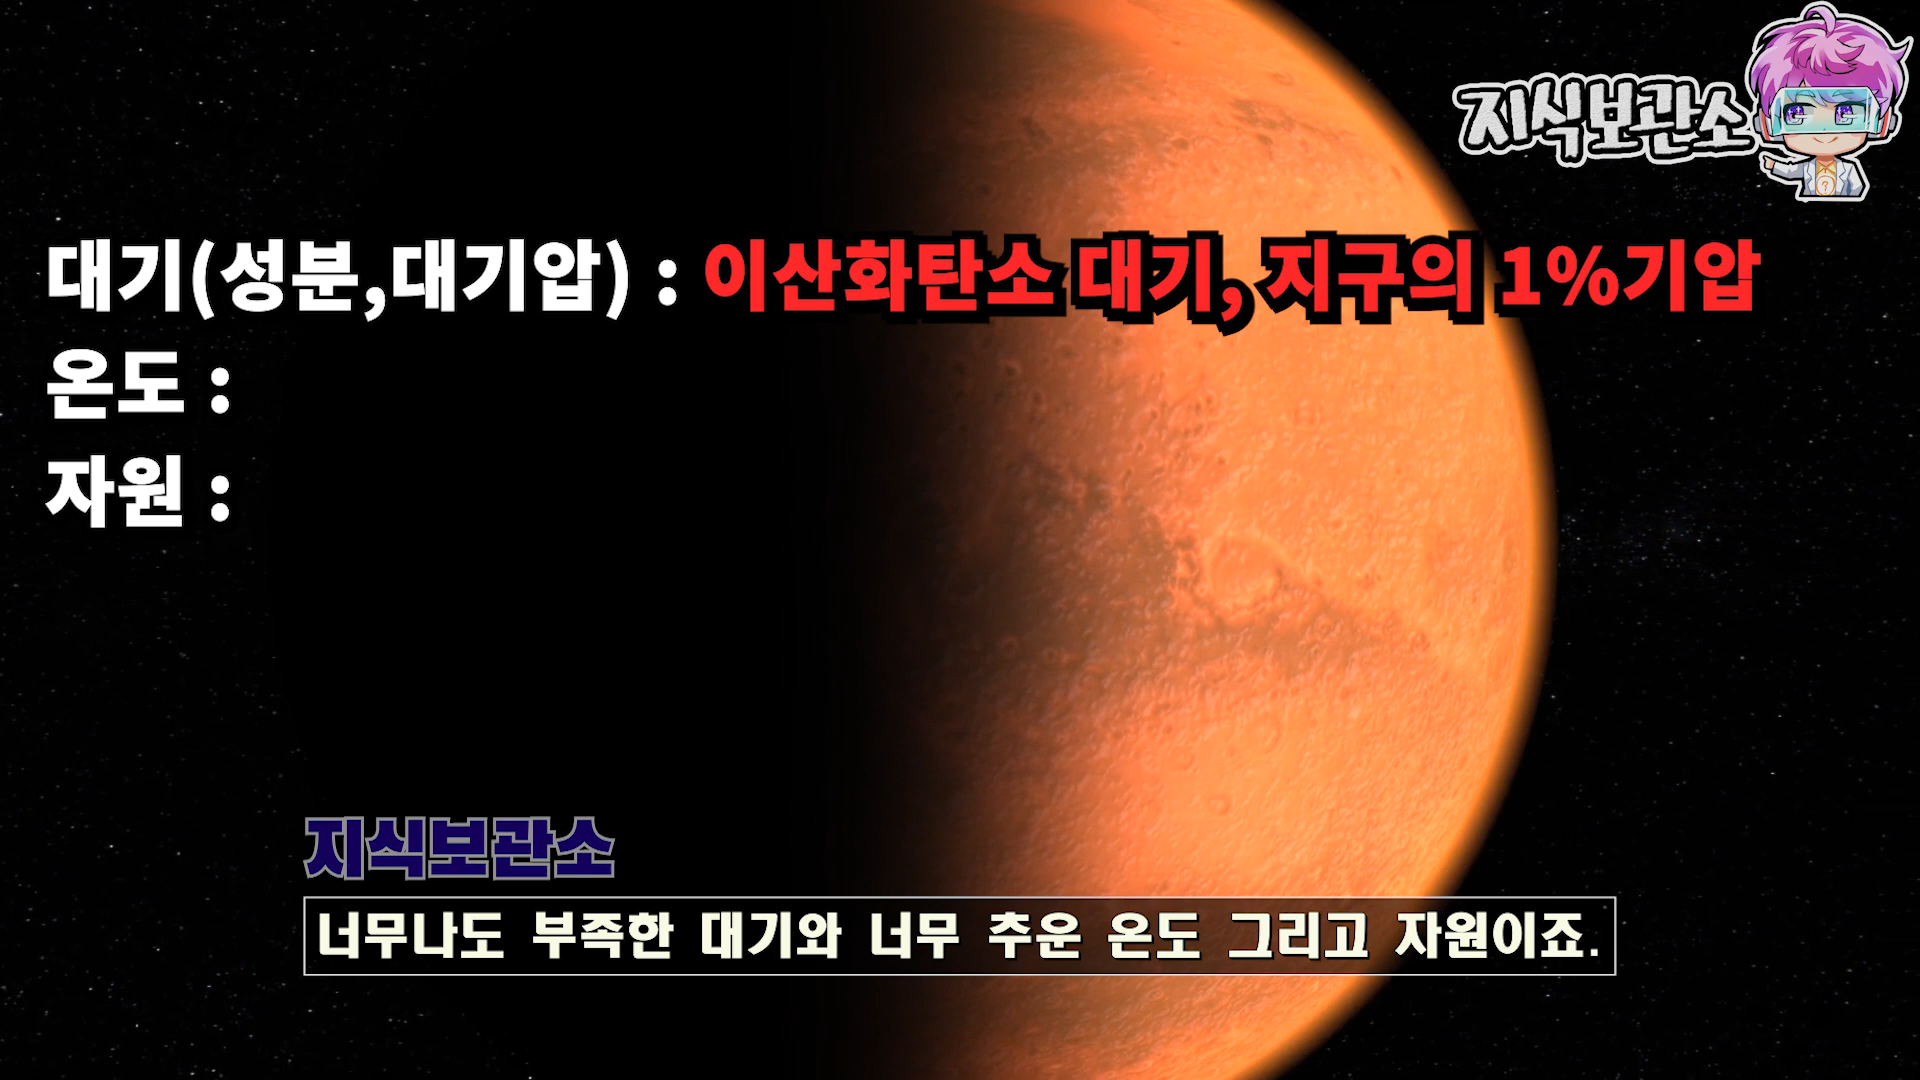 지식보관소
대기(성분,대기압) : 이산화탄소 대기, 지구의 1%기압
온도 :
자원 :
지식보관소
너무나도 부족한 대기와 너무 추운 온도 그리고 자원이죠.